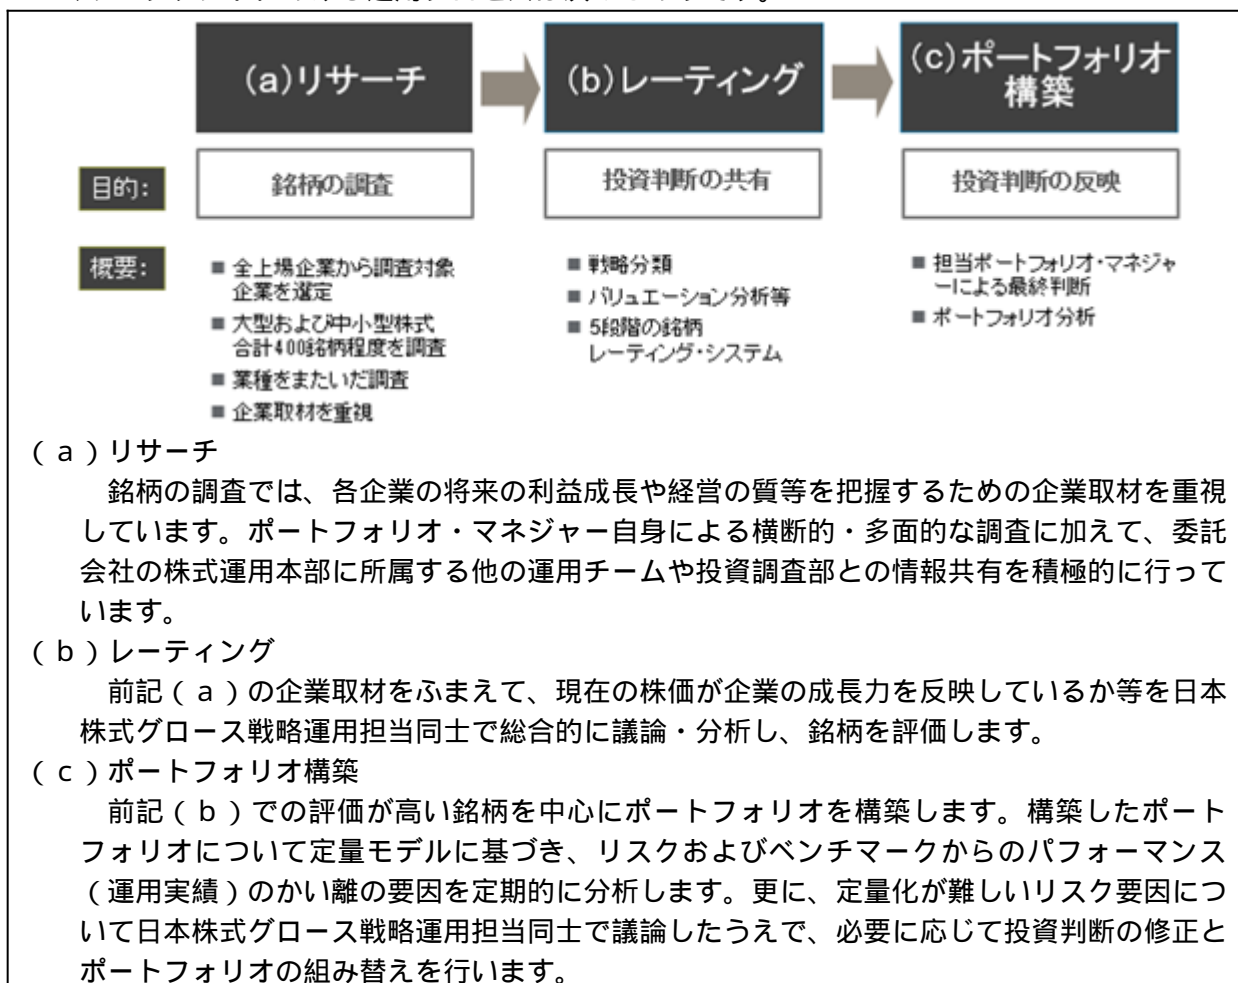 (a)リサーチ
(b)レーティング
(c)ポートフォリオ
構築
目的:
銘柄の調査
投資判断の共有
投資判断の反映
概要:
■ 全上場企業から調査対象
企業を選定
■ 大型および中小型株式
合計400銘柄程度を調査
■ 業種をまたいだ調査
■ 企業取材を重視
■ 戦略分類
■ バリュエーション分析等
■ 5段階の銘柄
レーティング・システム
■ 担当ポートフォリオ・マネジャ
ーによる最終判断
■ ポートフォリオ分析
(a)リサーチ
銘柄の調査では、各企業の将来の利益成長や経営の質等を把握するための企業取材を重視
しています。ポートフォリオ・マネジャー自身による横断的・多面的な調査に加えて、委託
会社の株式運用本部に所属する他の運用チームや投資調査部との情報共有を積極的に行って
います。
(b)レーティング
前記(a)の企業取材をふまえて、現在の株価が企業の成長力を反映しているか等を日本
株式グロース戦略運用担当同士で総合的に議論・分析し、銘柄を評価します。
(c)ポートフォリオ構築
前記(b)での評価が高い銘柄を中心にポートフォリオを構築します。構築したポート
フォリオについて定量モデルに基づき、リスクおよびベンチマークからのパフォーマンス
(運用実績)のかい離の要因を定期的に分析します。更に、定量化が難しいリスク要因につ
いて日本株式グロース戦略運用担当同士で議論したうえで、必要に応じて投資判断の修正と
ポートフォリオの組み替えを行います。